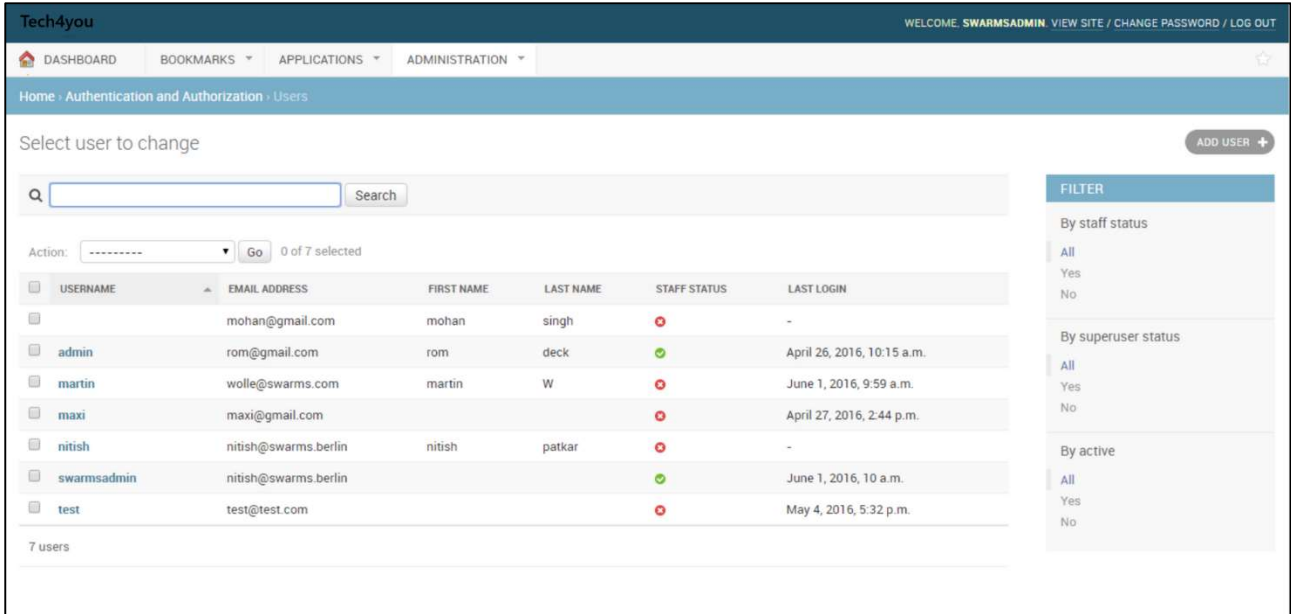 Tech4you
WELCOME, SWARMSADMIN. VIEW SITE / CHANGE PASSWORD / LOG OUT
DASHBOARD BOOKMARKS APPLICATIONS ADMINISTRATION
Home › Authentication and Authorization › Users
Select user to change
ADD USER +
Search
Action: --------- Go 0 of 7 selected
USERNAME EMAIL ADDRESS FIRST NAME LAST NAME STAFF STATUS LAST LOGIN
mohan@gmail.com mohan singh -
admin rom@gmail.com rom deck April 26, 2016, 10:15 a.m.
martin wolle@swarms.com martin W June 1, 2016, 9:59 a.m.
maxi maxi@gmail.com April 27, 2016, 2:44 p.m.
nitish nitish@swarms.berlin nitish patkar -
swarmsadmin nitish@swarms.berlin June 1, 2016, 10 a.m.
test test@test.com May 4, 2016, 5:32 p.m.
7 users
FILTER
By staff status
All
Yes
No
By superuser status
All
Yes
No
By active
All
Yes
No